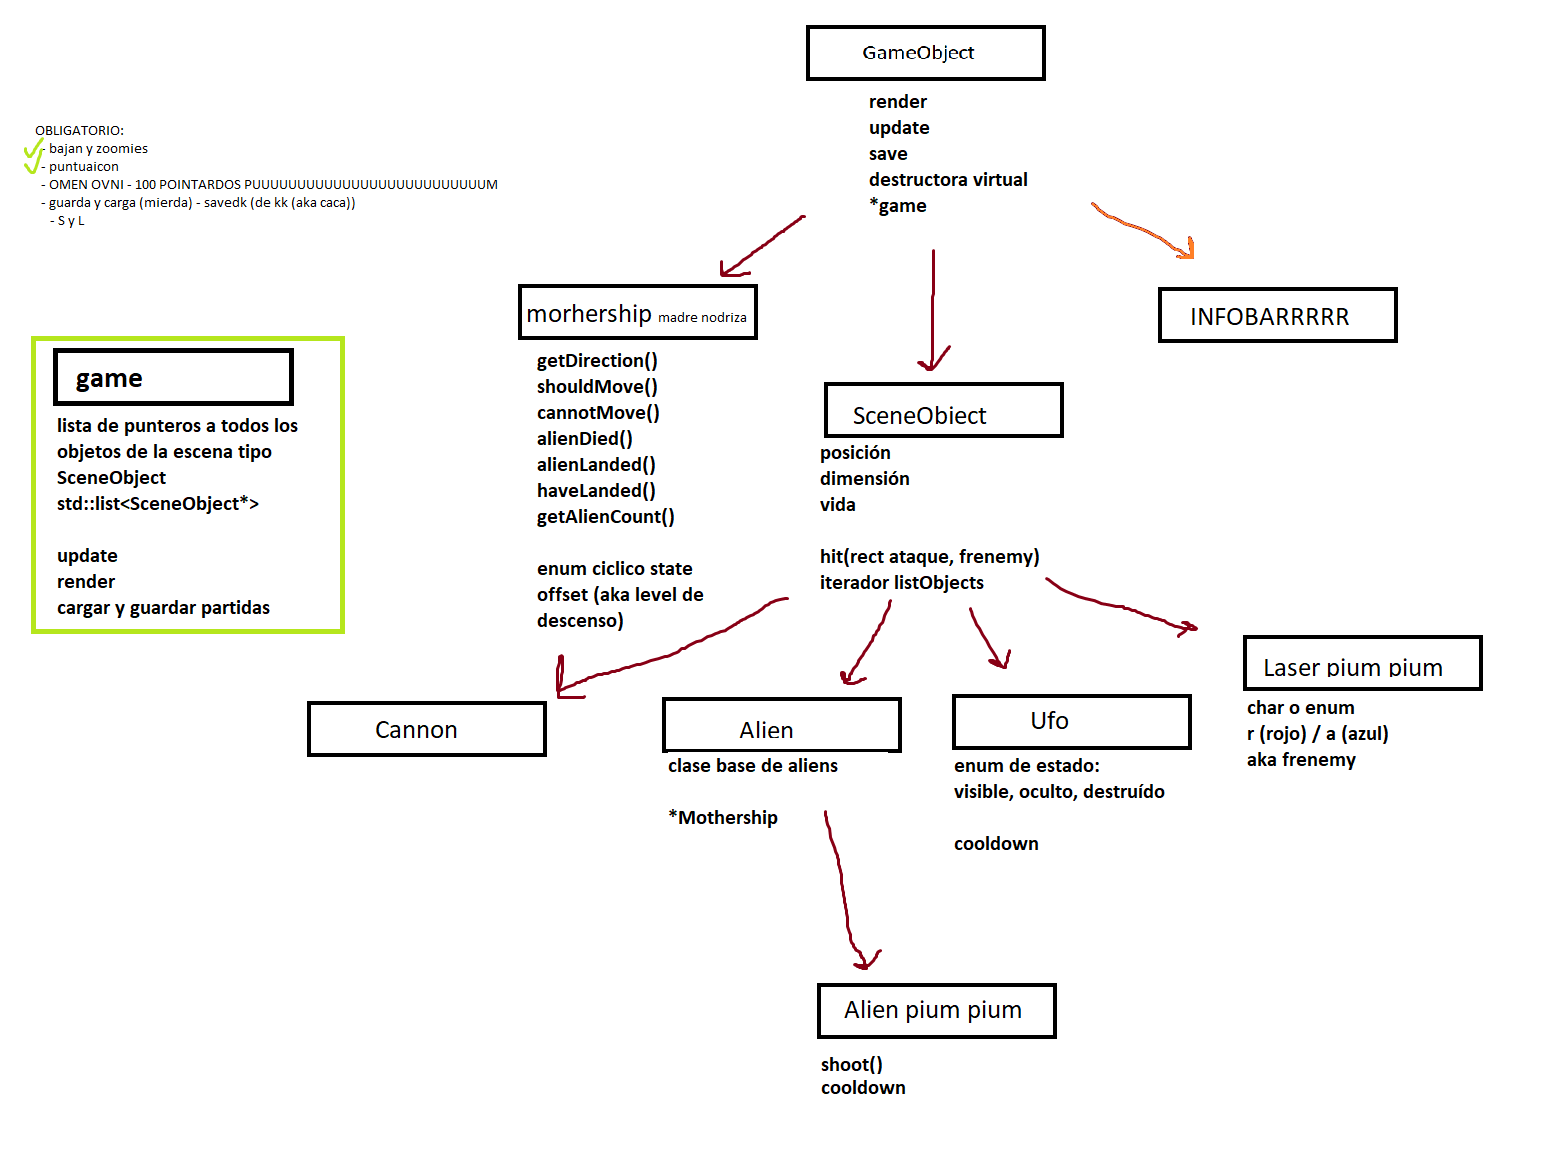 GameObject
render
update
save
destructora virtual
*game
OBLIGATORIO:
- bajan y zoomies
- puntuaicon
- OMEN OVNI - 100 POINTARDOS PUUUUUUUUUUUUUUUUUUUUUUUUUM
- guarda y carga (mierda) - savedk (de kk (aka caca))
- S y L
morhership madre nodriza
getDirection()
shouldMove()
cannotMove()
alienDied()
alienLanded()
haveLanded()
getAlienCount()
enum ciclico state
offset (aka level de
descenso)
INFOBARRRRR
game
lista de punteros a todos los
objetos de la escena tipo
SceneObject
std::list<SceneObject*>
update
render
cargar y guardar partidas
SceneObject
posición
dimensión
vida
hit(rect ataque, frenemy)
iterador listObjects
Cannon
Alien
clase base de aliens
*Mothership
Ufo
enum de estado:
visible, oculto, destruído
cooldown
Laser pium pium
char o enum
r (rojo) / a (azul)
aka frenemy
Alien pium pium
shoot()
cooldown